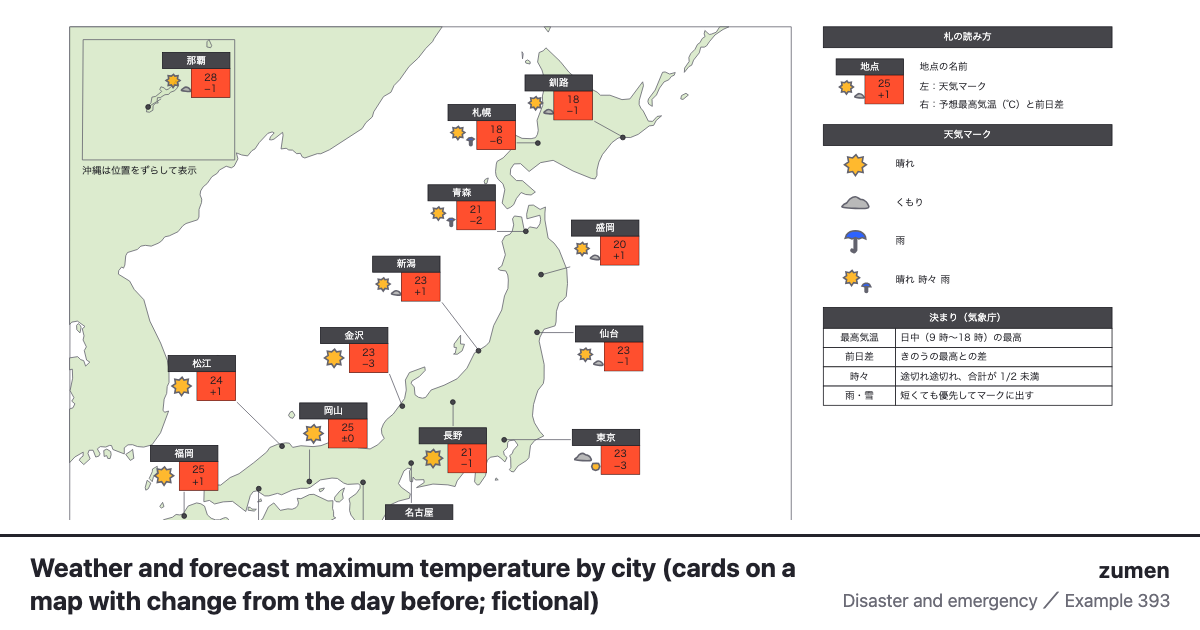 那覇
28
−1
沖縄は位置をずらして表示
釧路
18
−1
札幌
18
−6
青森
21
−2
盛岡
20
+1
新潟
23
+1
金沢
23
−3
仙台
23
−1
松江
24
+1
岡山
25
±0
長野
21
−1
東京
23
−3
福岡
25
+1
名古屋
札の読み方
地点
25
+1
地点の名前
左：天気マーク
右：予想最高気温（℃）と前日差
天気マーク
晴れ
くもり
雨
晴れ 時々 雨
決まり（気象庁）
最高気温 日中（9 時〜18 時）の最高
前日差 きのうの最高との差
時々 途切れ途切れ、合計が 1/2 未満
雨・雪 短くても優先してマークに出す
Weather and forecast maximum temperature by city (cards on a
map with change from the day before; fictional)
zumen
Disaster and emergency ／ Example 393